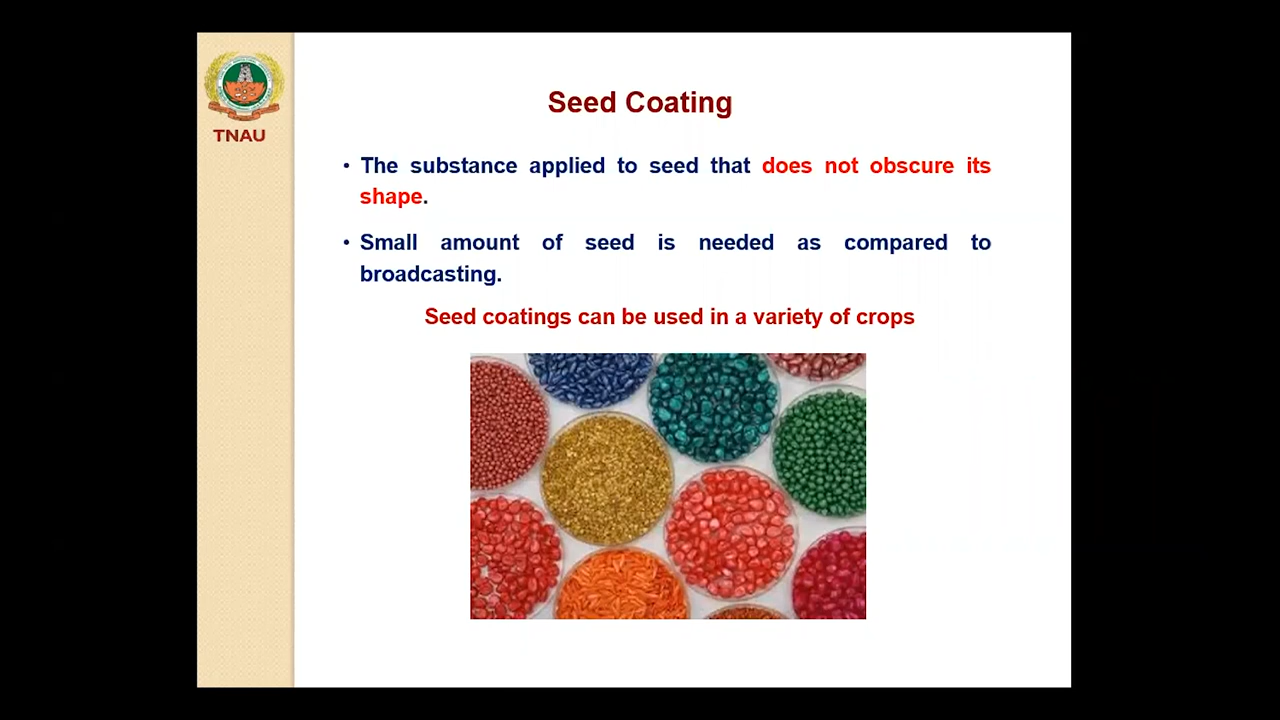 TNAU
Seed Coating
• The substance applied to seed that does not obscure its
shape.
• Small amount of seed is needed as compared to
broadcasting.
Seed coatings can be used in a variety of crops